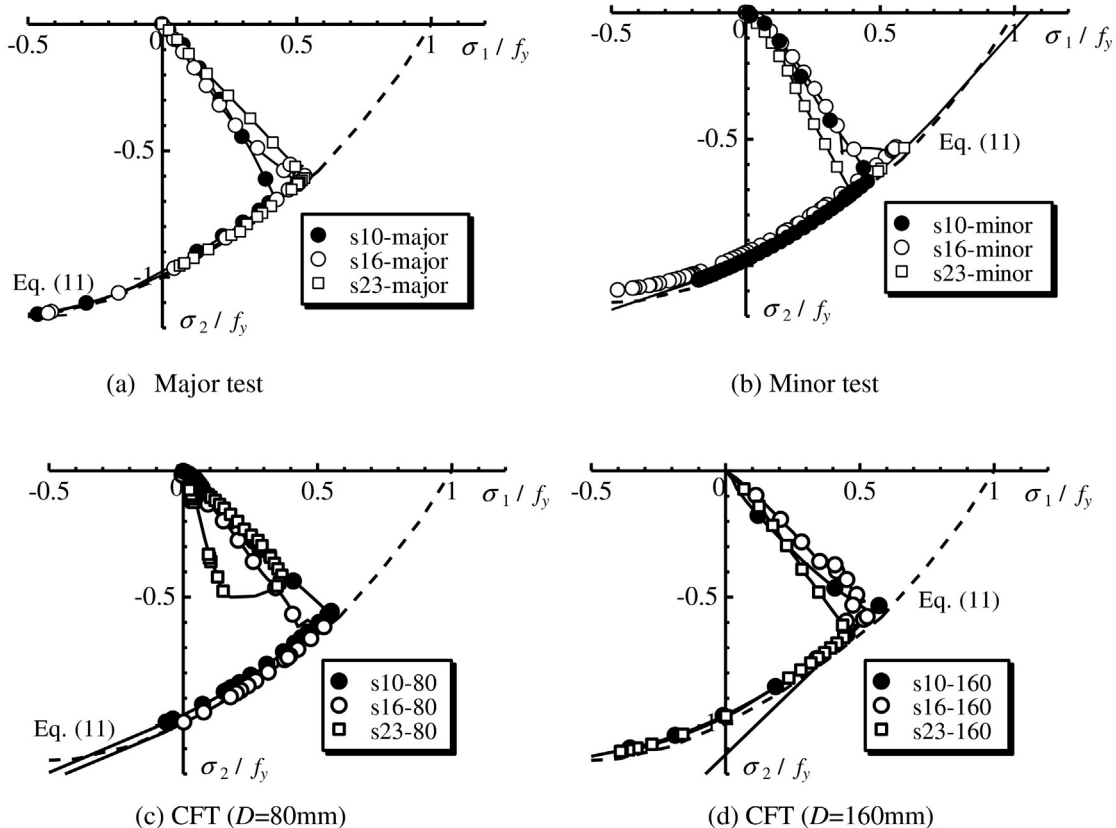 -0.5 0 0.5 1 σ1 / fy
-0.5
-1
Eq. (11)
σ2 / fy
s10-major
s16-major
s23-major
(a) Major test
-0.5 0 0.5 1 σ1 / fy
-0.5
Eq. (11)
σ2 / fy
s10-minor
s16-minor
s23-minor
(b) Minor test
-0.5 0 0.5 1 σ1 / fy
-0.5
Eq. (11)
σ2 / fy
s10-80
s16-80
s23-80
(c) CFT (D=80mm)
-0.5 0 0.5 1 σ1 / fy
-0.5
Eq. (11)
σ2 / fy
s10-160
s16-160
s23-160
(d) CFT (D=160mm)